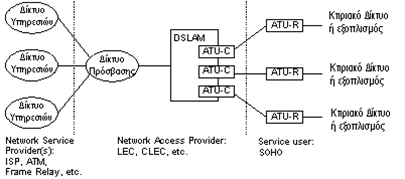 Δίκτυο
Υπηρεσιών
Δίκτυο
Υπηρεσιών
Δίκτυο
Υπηρεσιών
Δίκτυο
Πρόσβασης
DSLAM
ATU-C
ATU-C
ATU-C
ATU-R
ATU-R
ATU-R
Κτιριακό Δίκτυο
ή εξοπλισμός
Κτιριακό Δίκτυο
ή εξοπλισμός
Κτιριακό Δίκτυο
ή εξοπλισμός
Network Service
Provider(s):
ISP, ATM,
Frame Relay, etc.
Network Access Provider:
LEC, CLEC, etc.
Service user:
SOHO